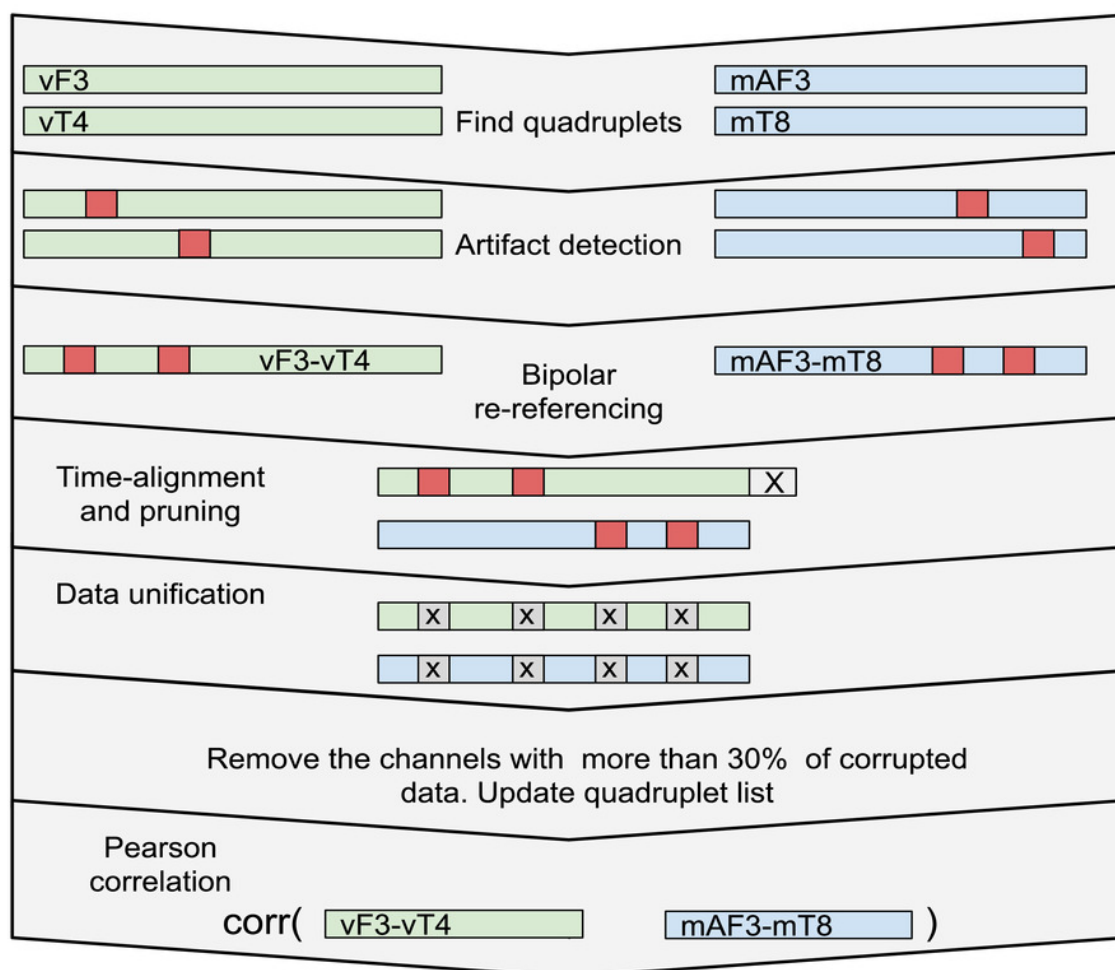 vF3
mAF3
vT4
Find quadruplets
mT8
Artifact detection
vF3-vT4
mAF3-mT8
Bipolar
re-referencing
Time-alignment
and pruning
X
Data unification
x x x x
x x x x
Remove the channels with more than 30% of corrupted
data. Update quadruplet list
Pearson
correlation
corr( vF3-vT4 mAF3-mT8 )